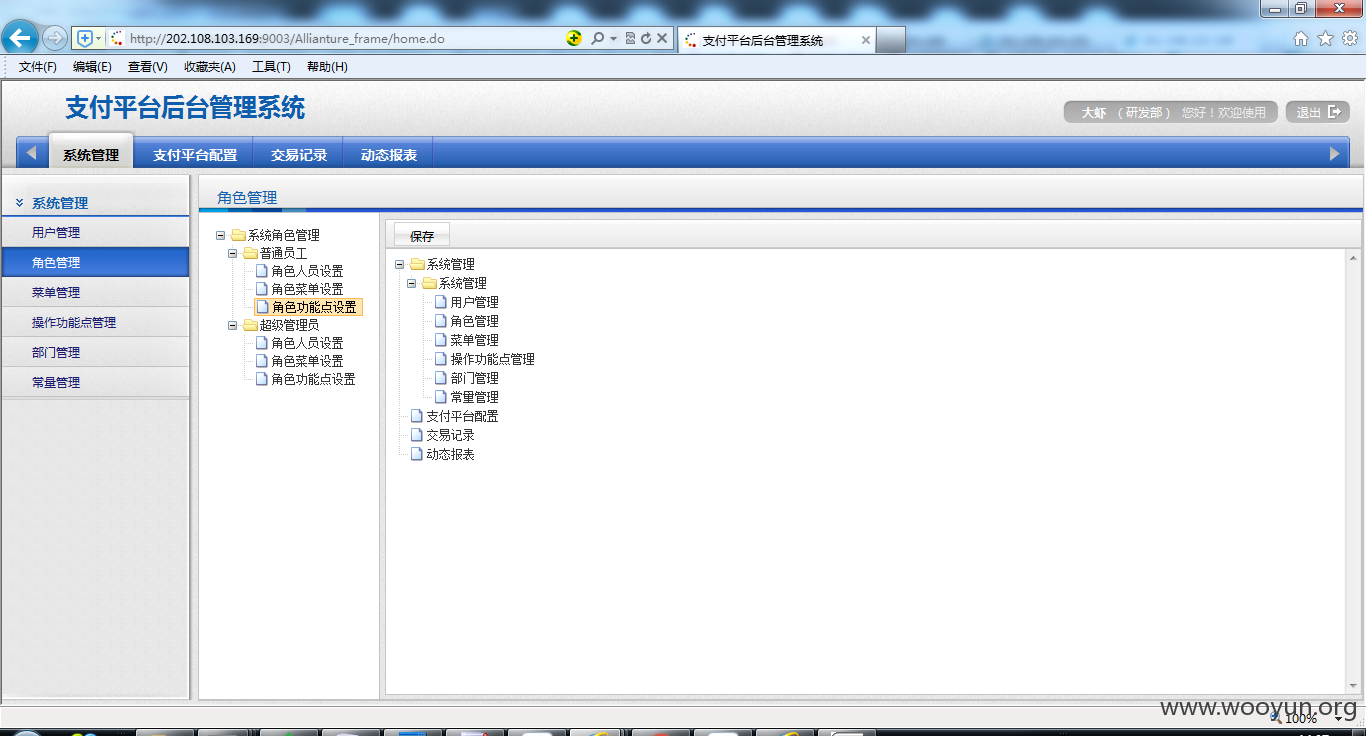 http://202.108.103.169:9003/Allianture_frame/home.do
支付平台后台管理系统
文件(F) 编辑(E) 查看(V) 收藏夹(A) 工具(T) 帮助(H)
支付平台后台管理系统
大虾 （研发部） 您好！欢迎使用
退出
系统管理 支付平台配置 交易记录 动态报表
系统管理
用户管理
角色管理
菜单管理
操作功能点管理
部门管理
常量管理
角色管理
系统角色管理
普通员工
角色人员设置
角色菜单设置
角色功能点设置
超级管理员
角色人员设置
角色菜单设置
角色功能点设置
保存
系统管理
系统管理
用户管理
角色管理
菜单管理
操作功能点管理
部门管理
常量管理
支付平台配置
交易记录
动态报表
www.wooyun.org
100%